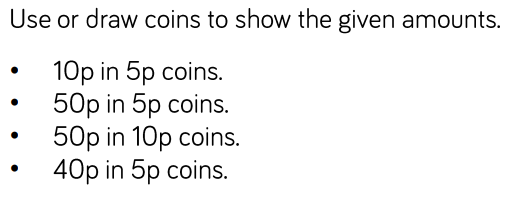 Use or draw coins to show the given amounts.
• 10p in 5p coins.
• 50p in 5p coins.
• 50p in 10p coins.
• 40p in 5p coins.